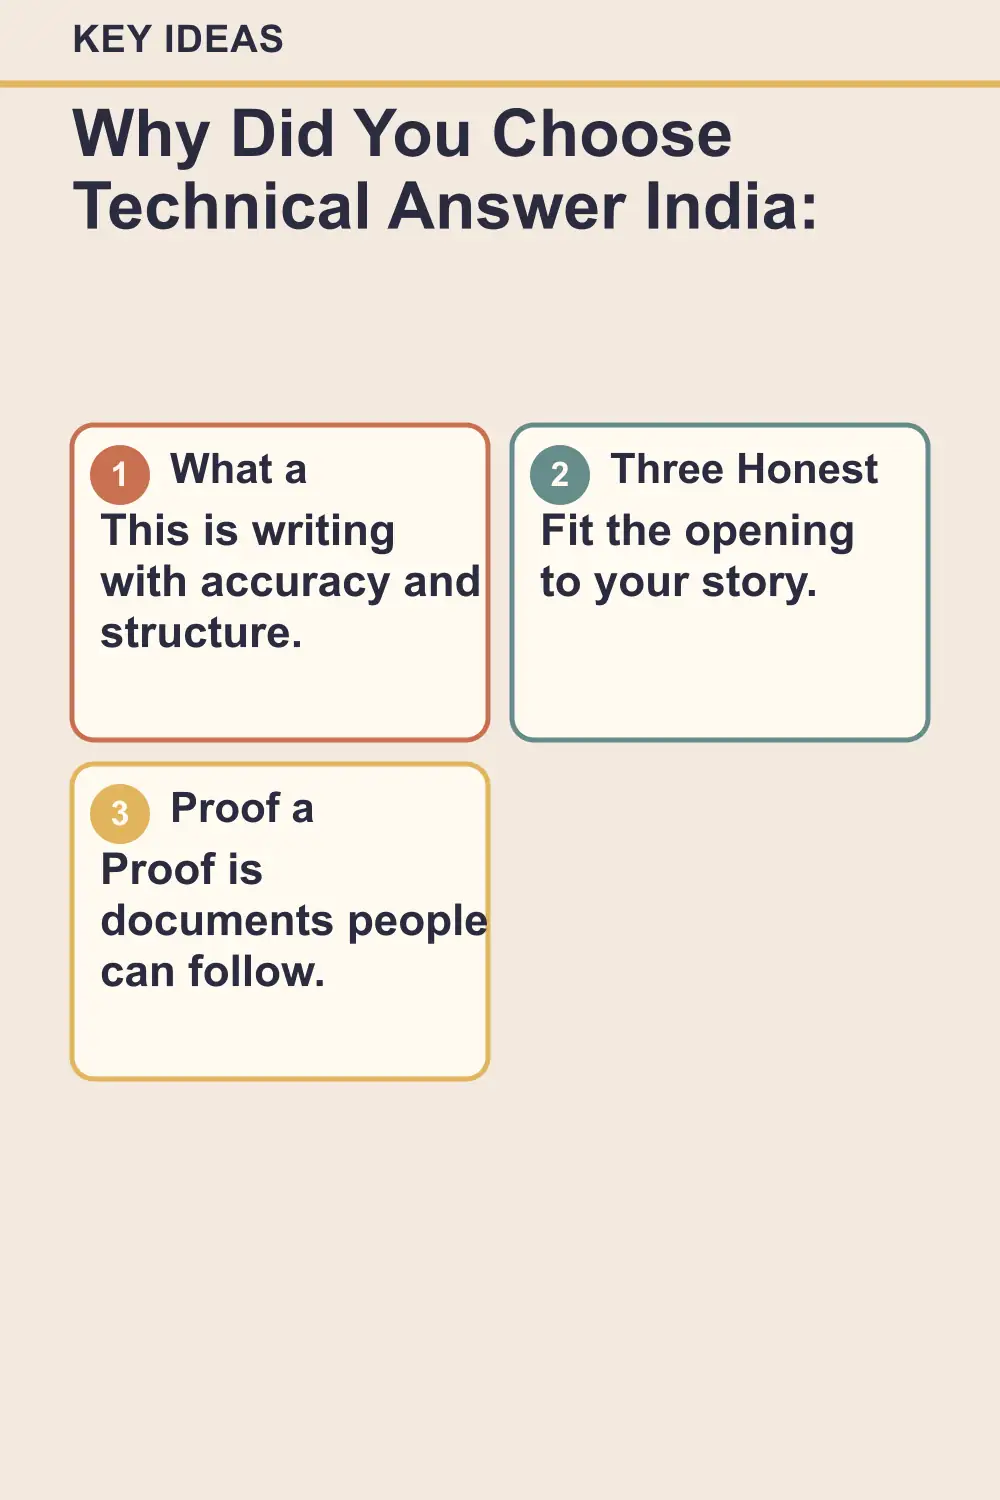 KEY IDEAS
Why Did You Choose
Technical Answer India:
1 What a
This is writing
with accuracy and
structure.
2 Three Honest
Fit the opening
to your story.
3 Proof a
Proof is
documents people
can follow.